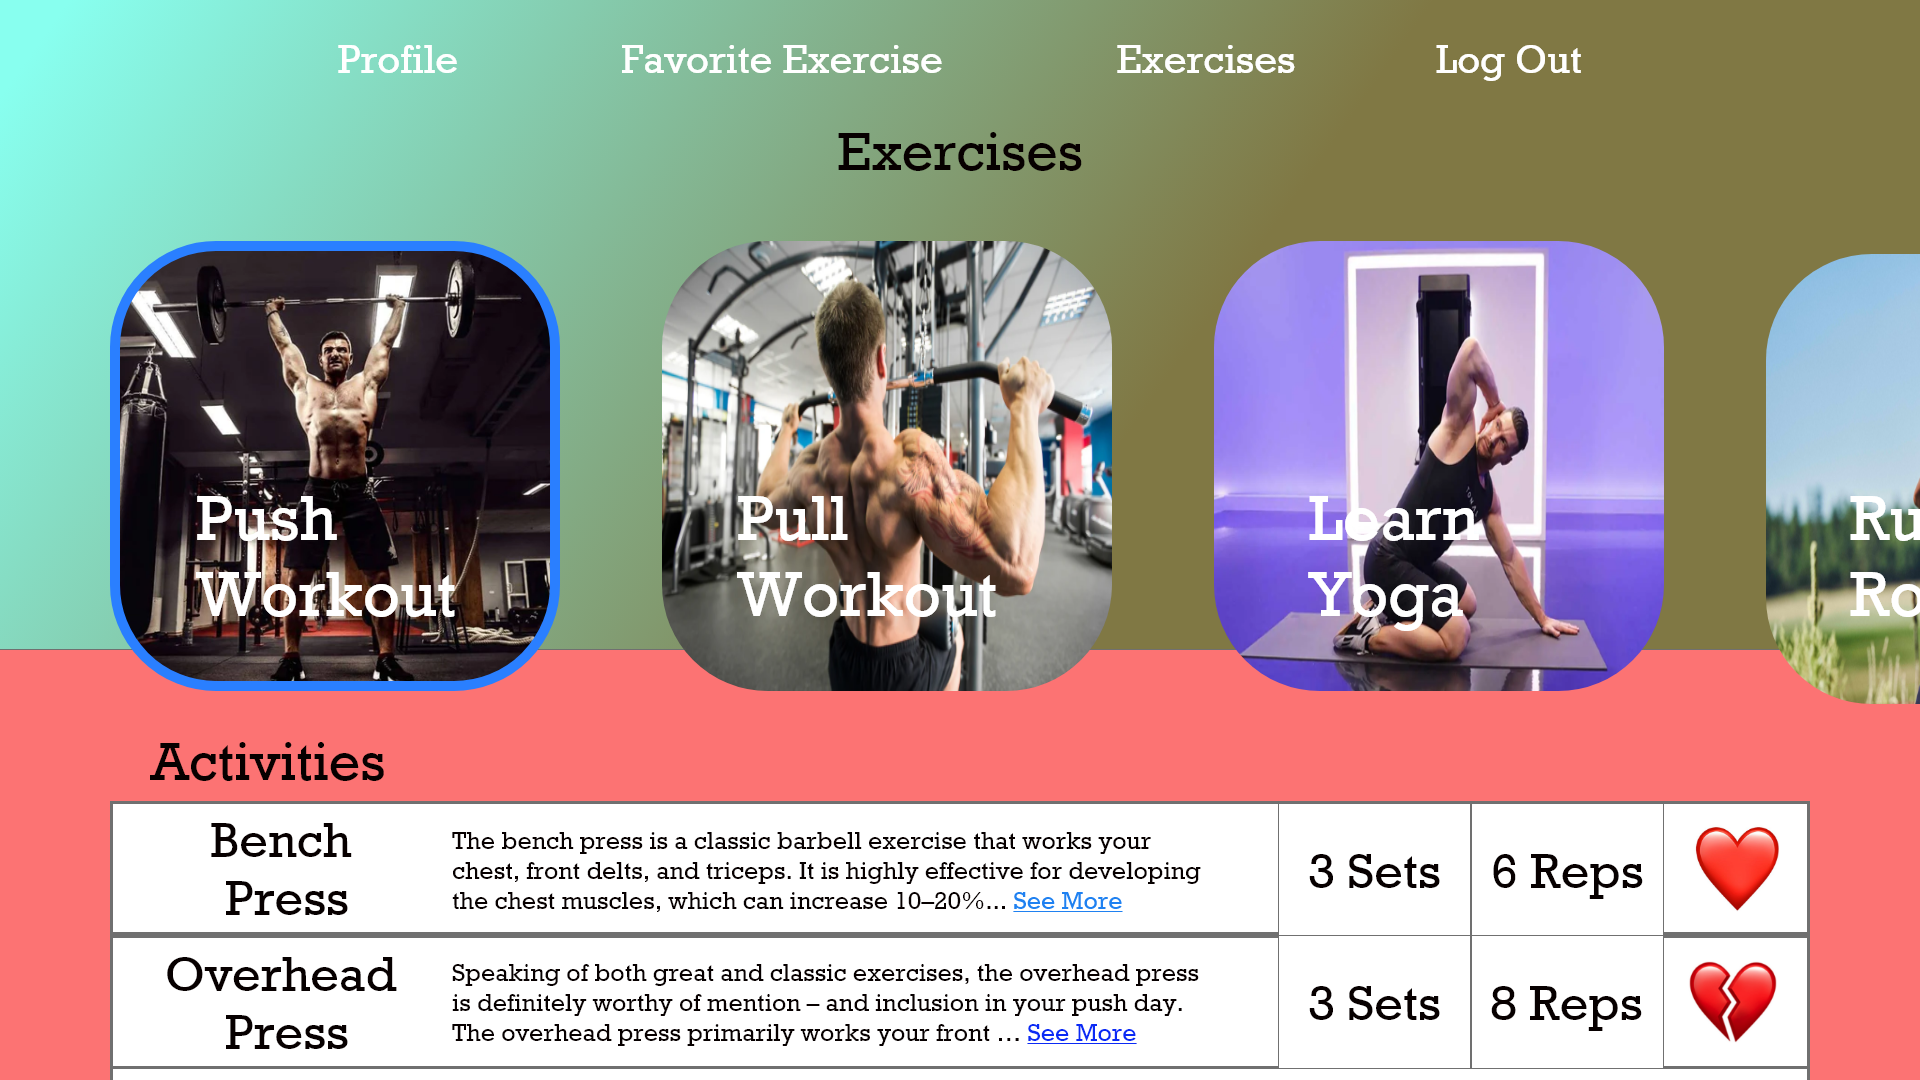 Profile Favorite Exercise Exercises Log Out
Exercises
Push
Workout
Pull
Workout
Learn
Yoga
Ru
Ro
Activities
Bench
Press
The bench press is a classic barbell exercise that works your
chest, front delts, and triceps. It is highly effective for developing
the chest muscles, which can increase 10–20%... See More
3 Sets
6 Reps
Overhead
Press
Speaking of both great and classic exercises, the overhead press
is definitely worthy of mention – and inclusion in your push day.
The overhead press primarily works your front ... See More
3 Sets
8 Reps